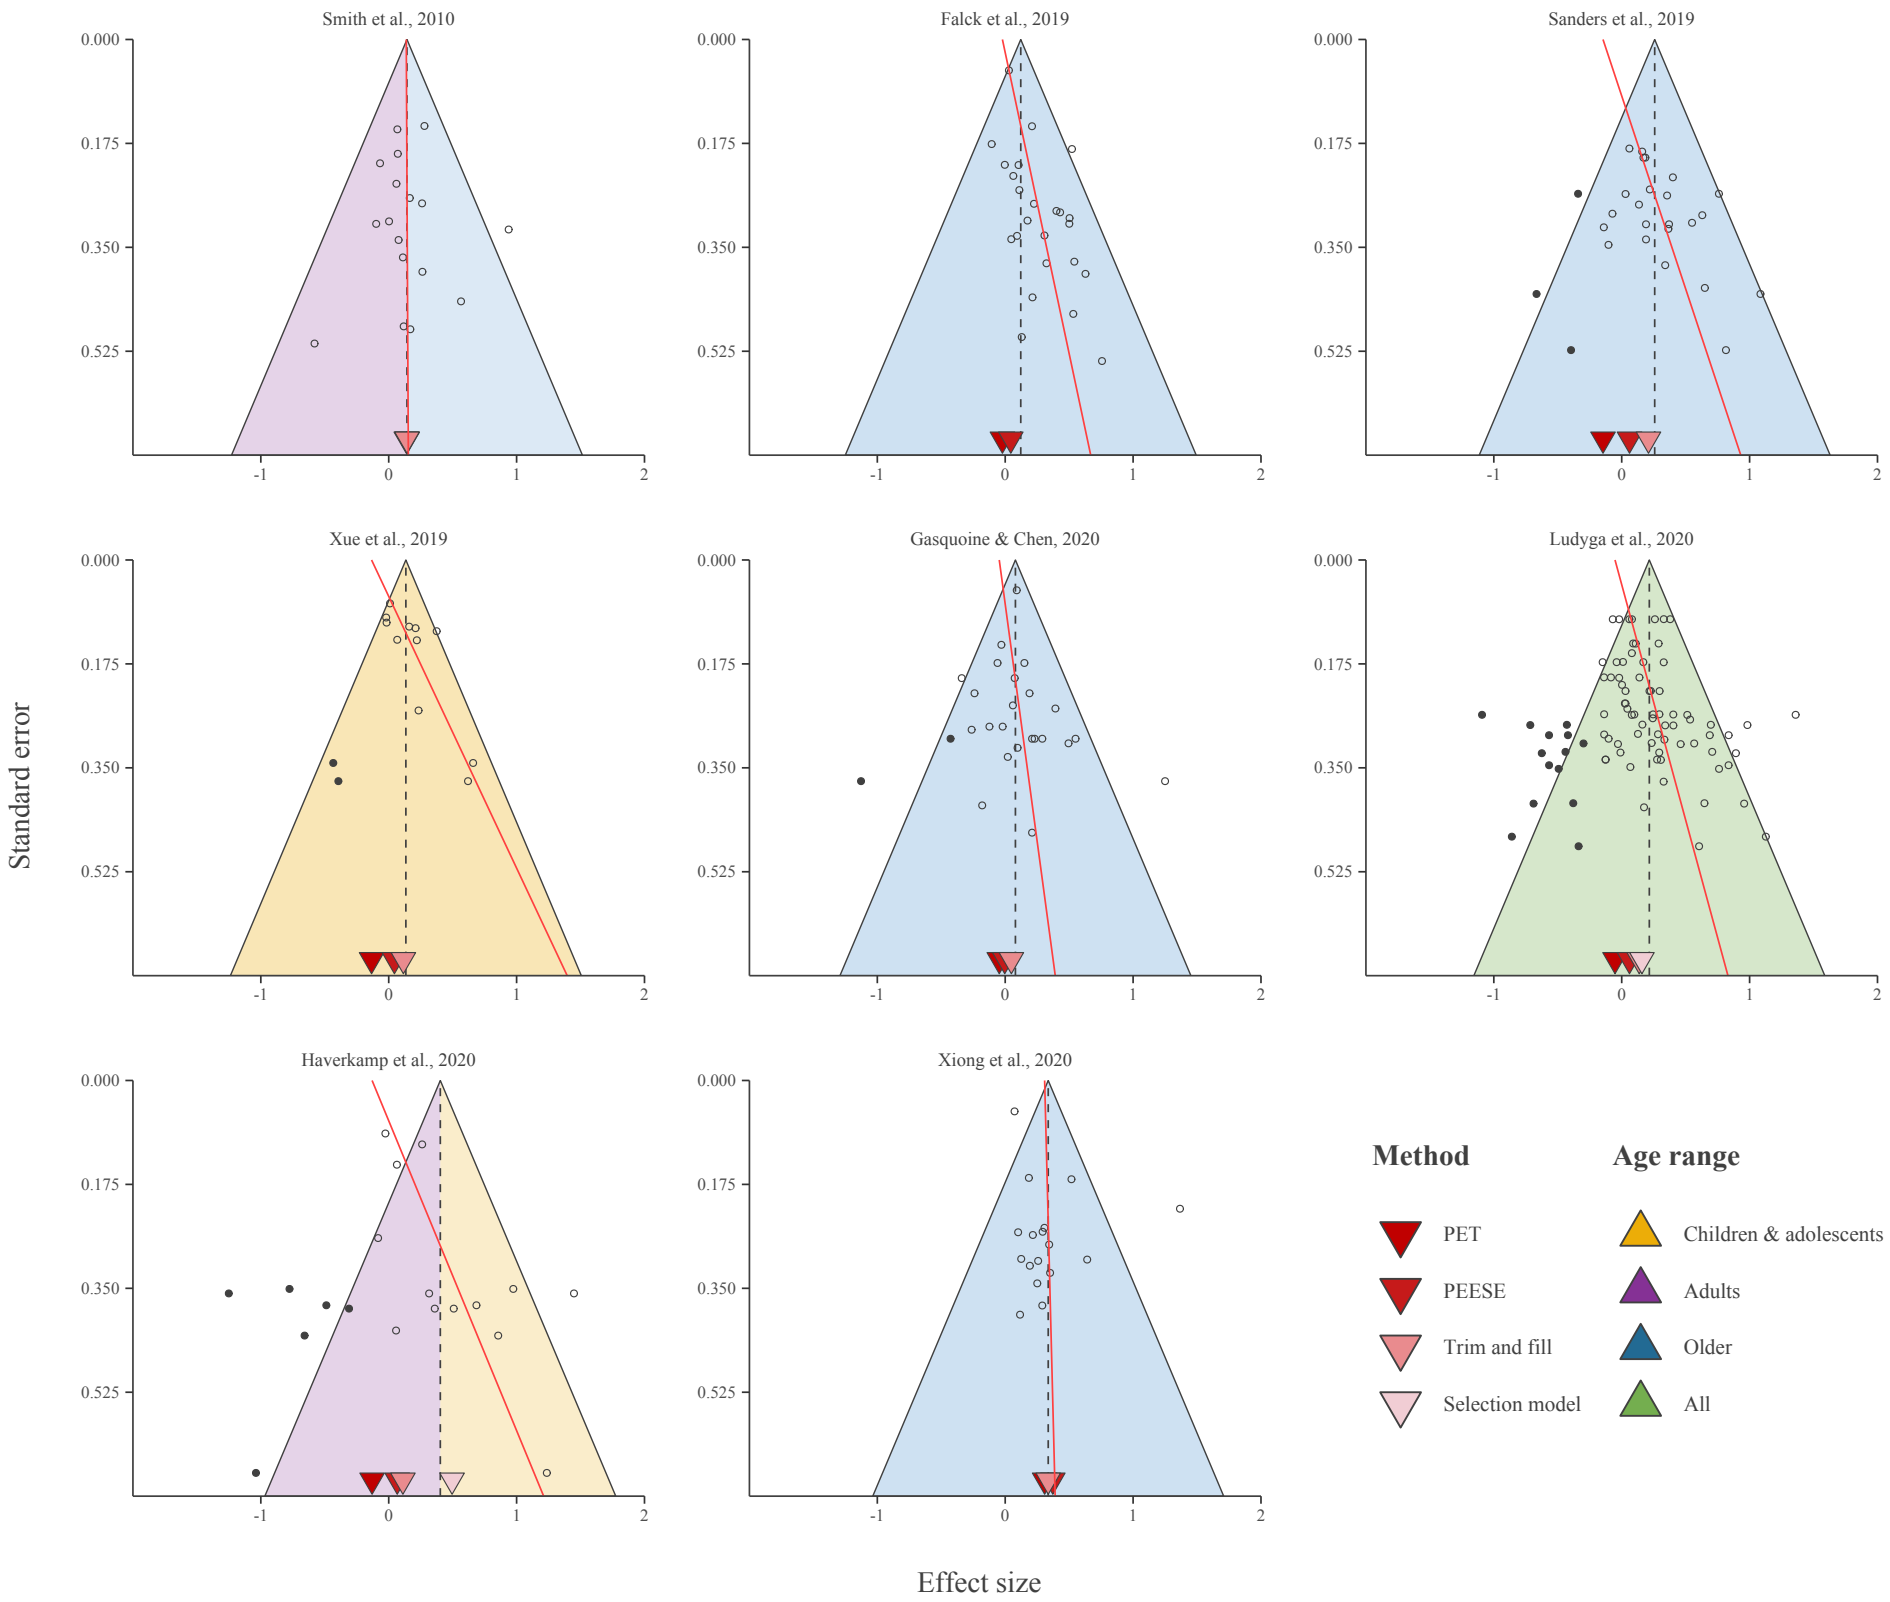 Smith et al., 2010
0.000
0.175
0.350
0.525
-1 0 1 2
Falck et al., 2019
0.000
0.175
0.350
0.525
-1 0 1 2
Sanders et al., 2019
0.000
0.175
0.350
0.525
-1 0 1 2
Standard error
Xue et al., 2019
0.000
0.175
0.350
0.525
-1 0 1 2
Gasquoine & Chen, 2020
0.000
0.175
0.350
0.525
-1 0 1 2
Ludyga et al., 2020
0.000
0.175
0.350
0.525
-1 0 1 2
Haverkamp et al., 2020
0.000
0.175
0.350
0.525
-1 0 1 2
Xiong et al., 2020
0.000
0.175
0.350
0.525
-1 0 1 2
Method
PET
PEESE
Trim and fill
Selection model
Age range
Children & adolescents
Adults
Older
All
Effect size